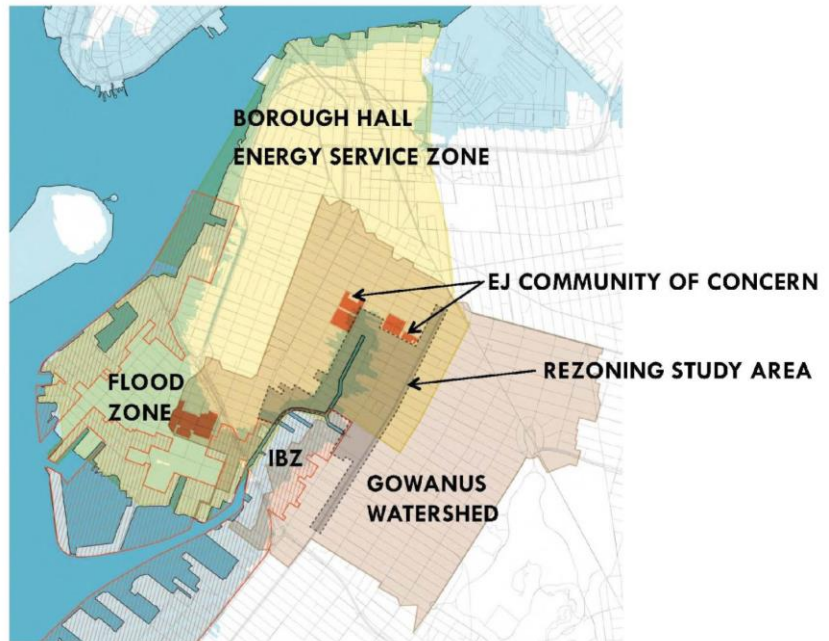 BOROUGH HALL
ENERGY SERVICE ZONE
EJ COMMUNITY OF CONCERN
REZONING STUDY AREA
FLOOD
ZONE
IBZ
GOWANUS
WATERSHED